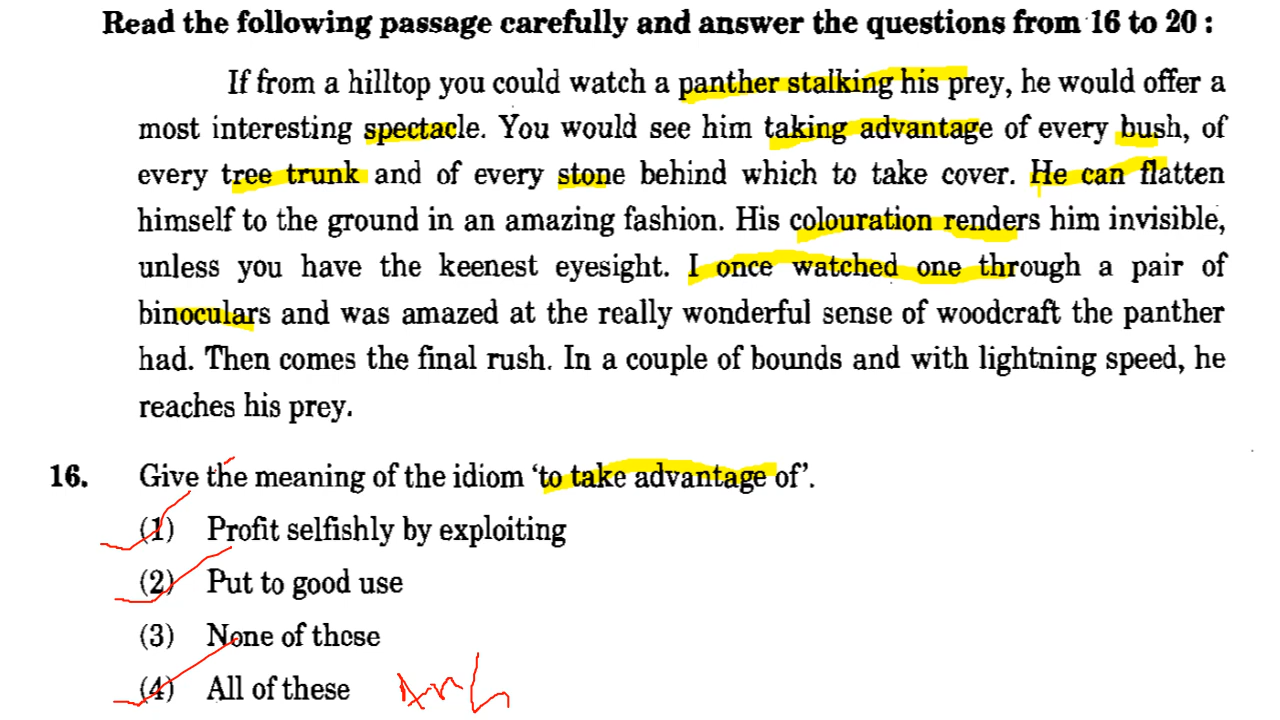 Read the following passage carefully and answer the questions from 16 to 20 :
If from a hilltop you could watch a panther stalking his prey, he would offer a
most interesting spectacle. You would see him taking advantage of every bush, of
every tree trunk and of every stone behind which to take cover. He can flatten
himself to the ground in an amazing fashion. His colouration renders him invisible,
unless you have the keenest eyesight. I once watched one through a pair of
binoculars and was amazed at the really wonderful sense of woodcraft the panther
had. Then comes the final rush. In a couple of bounds and with lightning speed, he
reaches his prey.
16. Give the meaning of the idiom ‘to take advantage of’.
(1) Profit selfishly by exploiting
(2) Put to good use
(3) None of these
(4) All of these Ans